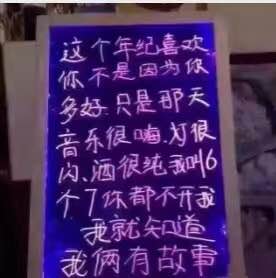 这个年纪喜欢
你不是因为你
多好.只是那天
音乐很嗨.灯很
闪.酒很纯我叫6
个7你都不开我
我就知道
我俩有故事